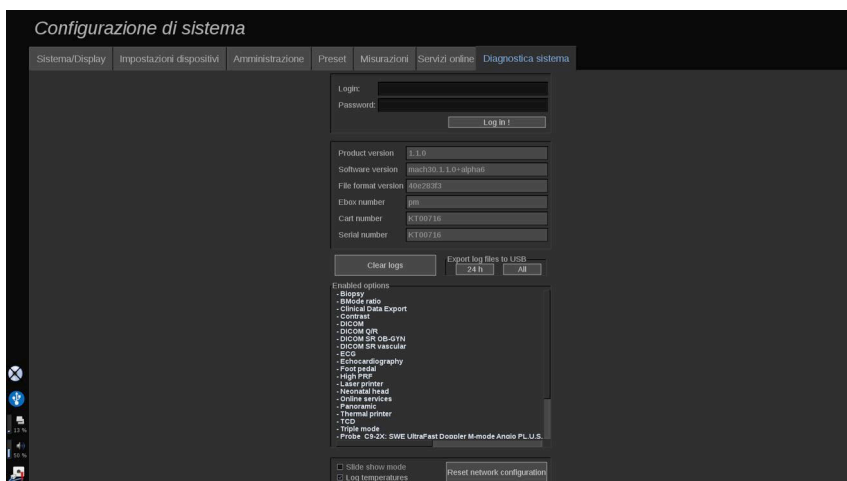 Configurazione di sistema
Sistema/Display Impostazioni dispositivi Amministrazione Preset Misurazioni Servizi online Diagnostica sistema
Login:
Password:
Log in !
Product version 1.1.0
Software version mach30.1.1.0+alpha6
File format version 40e283f3
Ebox number pm
Cart number KT00716
Serial number KT00716
Clear logs
Export log files to USB
24 h All
Enabled options
- Biopsy
- BMode ratio
- Clinical Data Export
- Contrast
- DICOM
- DICOM Q/R
- DICOM SR OB-GYN
- DICOM SR vascular
- ECG
- Echocardiography
- Foot pedal
- High PRF
- Laser printer
- Neonatal head
- Online services
- Panoramic
- Thermal printer
- TCD
- Triple mode
- Probe C9-2X: SWE UltraFast Doppler M-mode Angio PL.U.S.
13 %
50 %
Slide show mode
Reset network configuration
Log temperatures